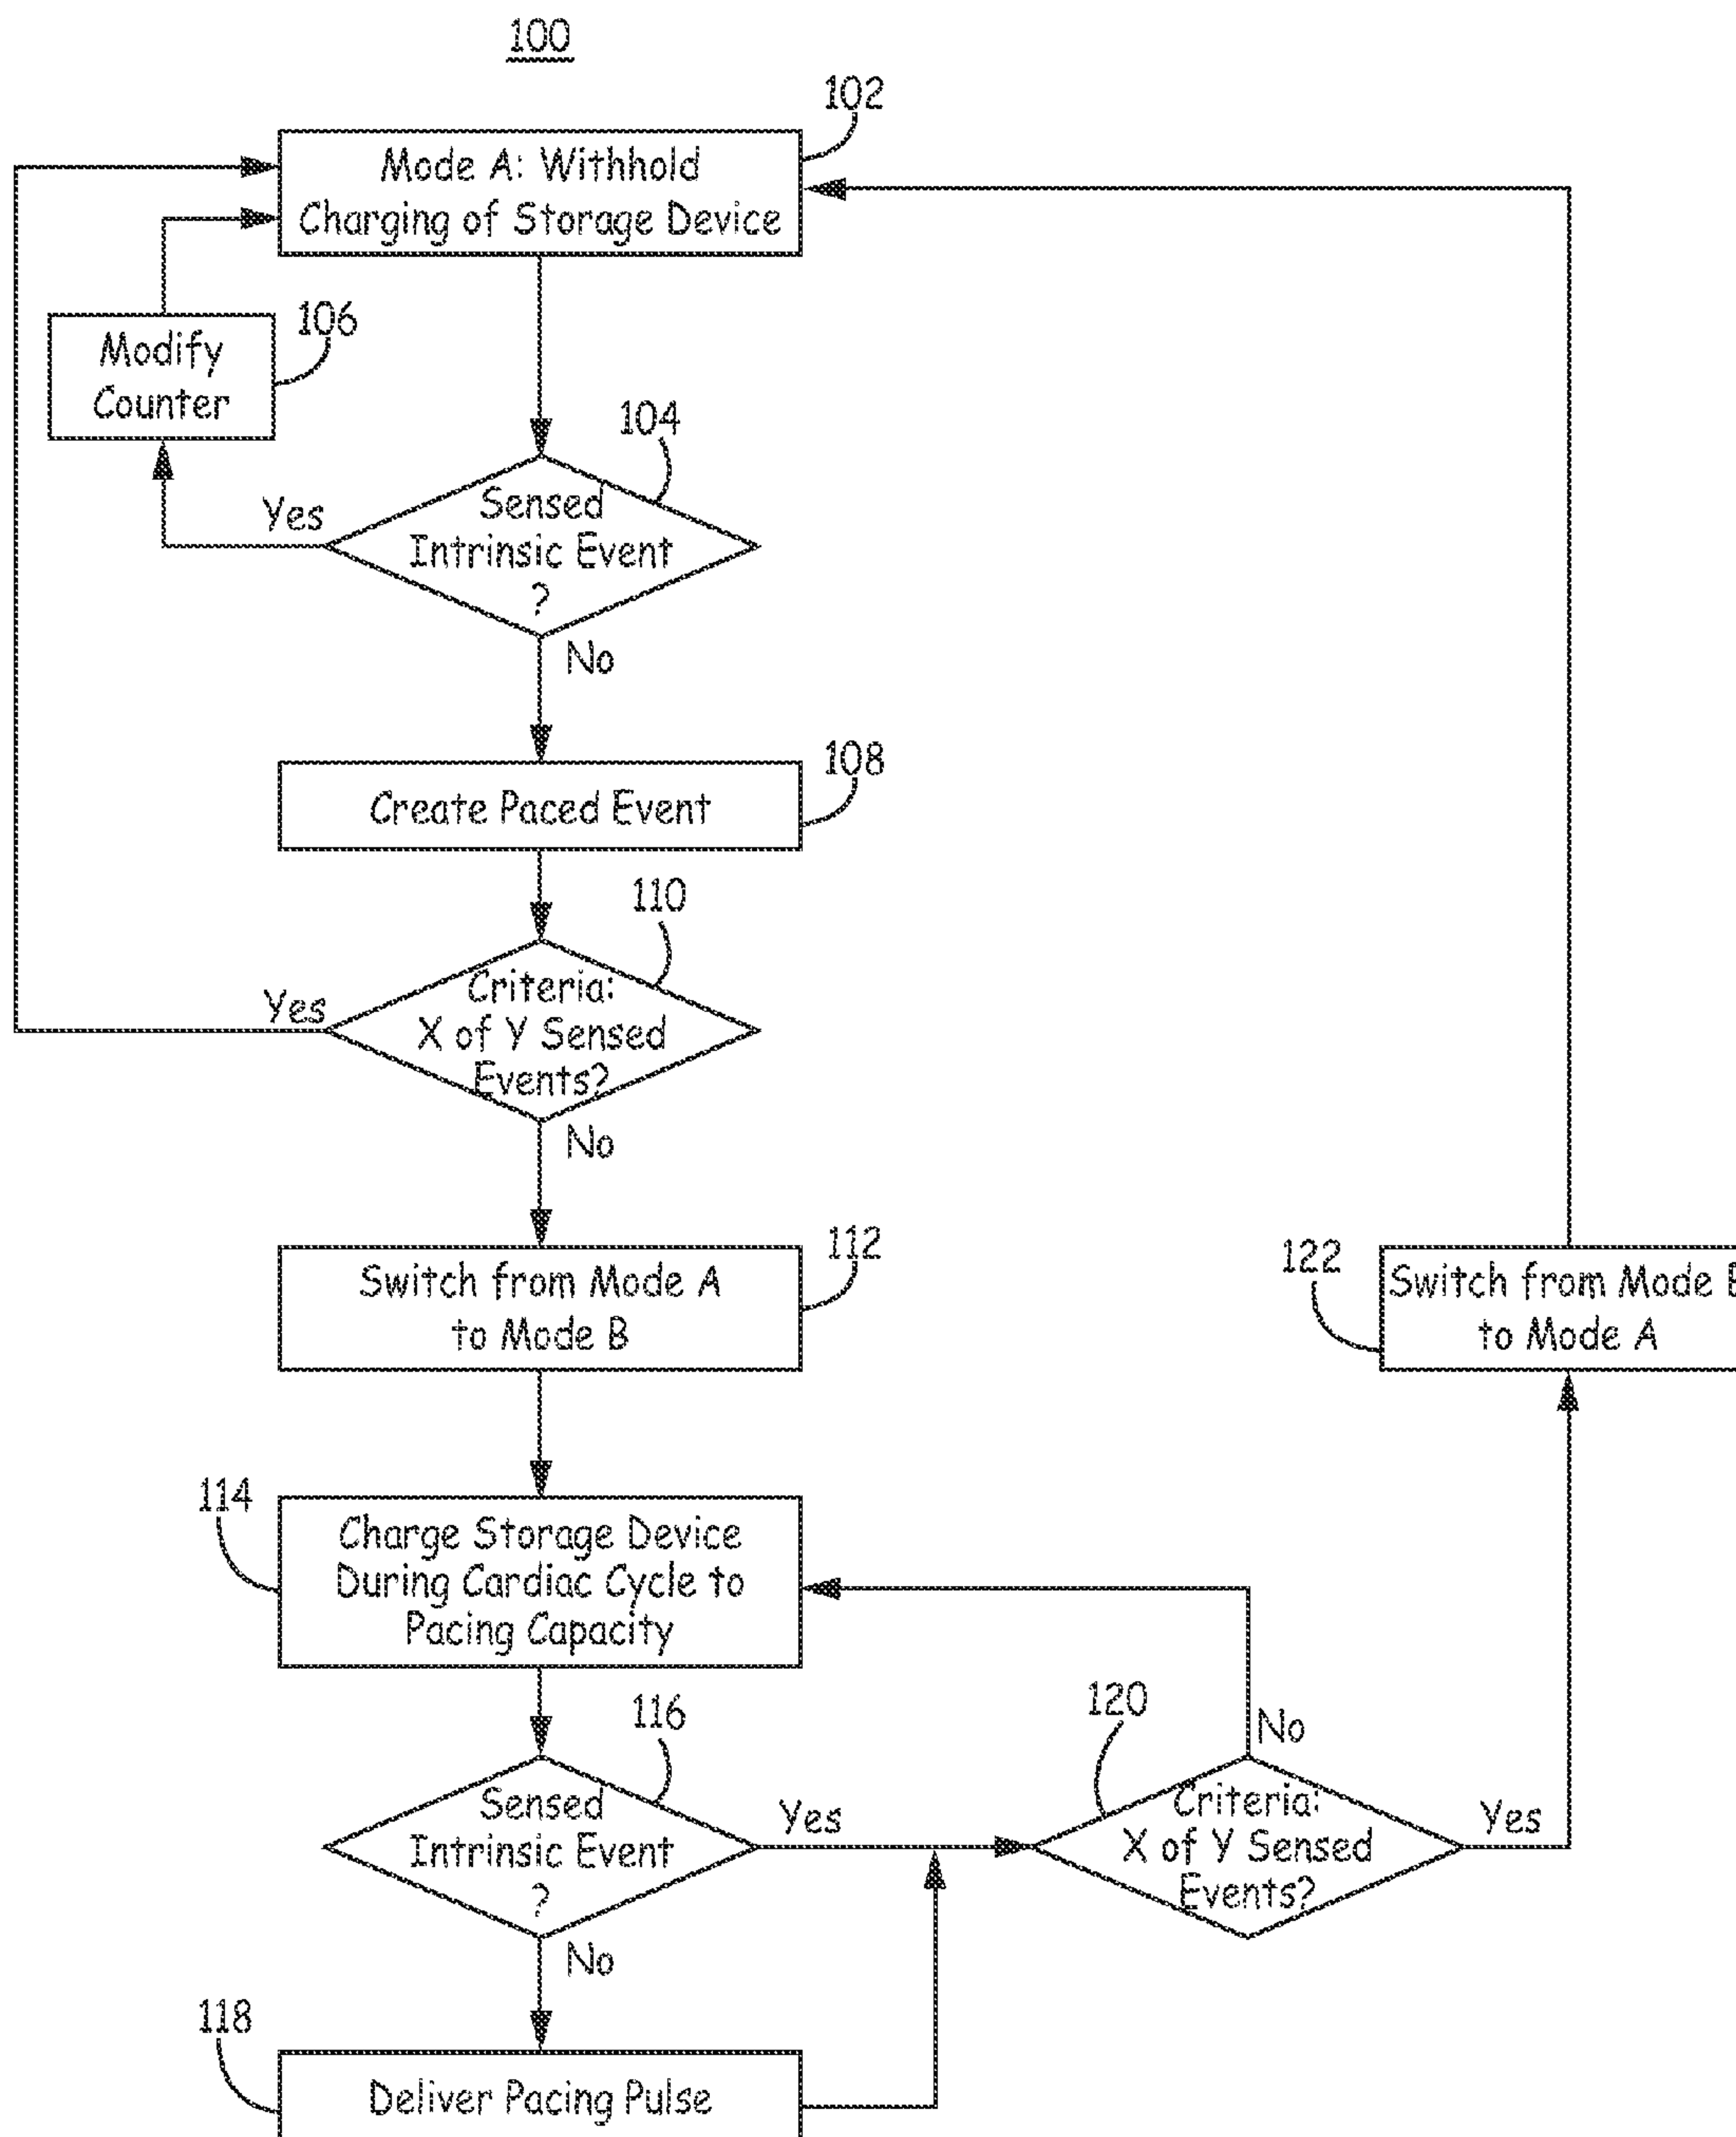 100
102
Mode A: Withhold
Charging of Storage Device
106
Modify
Counter
104
Sensed
Intrinsic Event
?
Yes
No
108
Create Paced Event
110
Criteria:
X of Y Sensed
Events?
Yes
No
112
Switch from Mode A
to Mode B
122
Switch from Mode
to Mode A
114
Charge Storage Device
During Cardiac Cycle to
Pacing Capacity
116
Sensed
Intrinsic Event
?
Yes
No
120
Criteria:
X of Y Sensed
Events?
No
Yes
118
Deliver Pacing Pulse